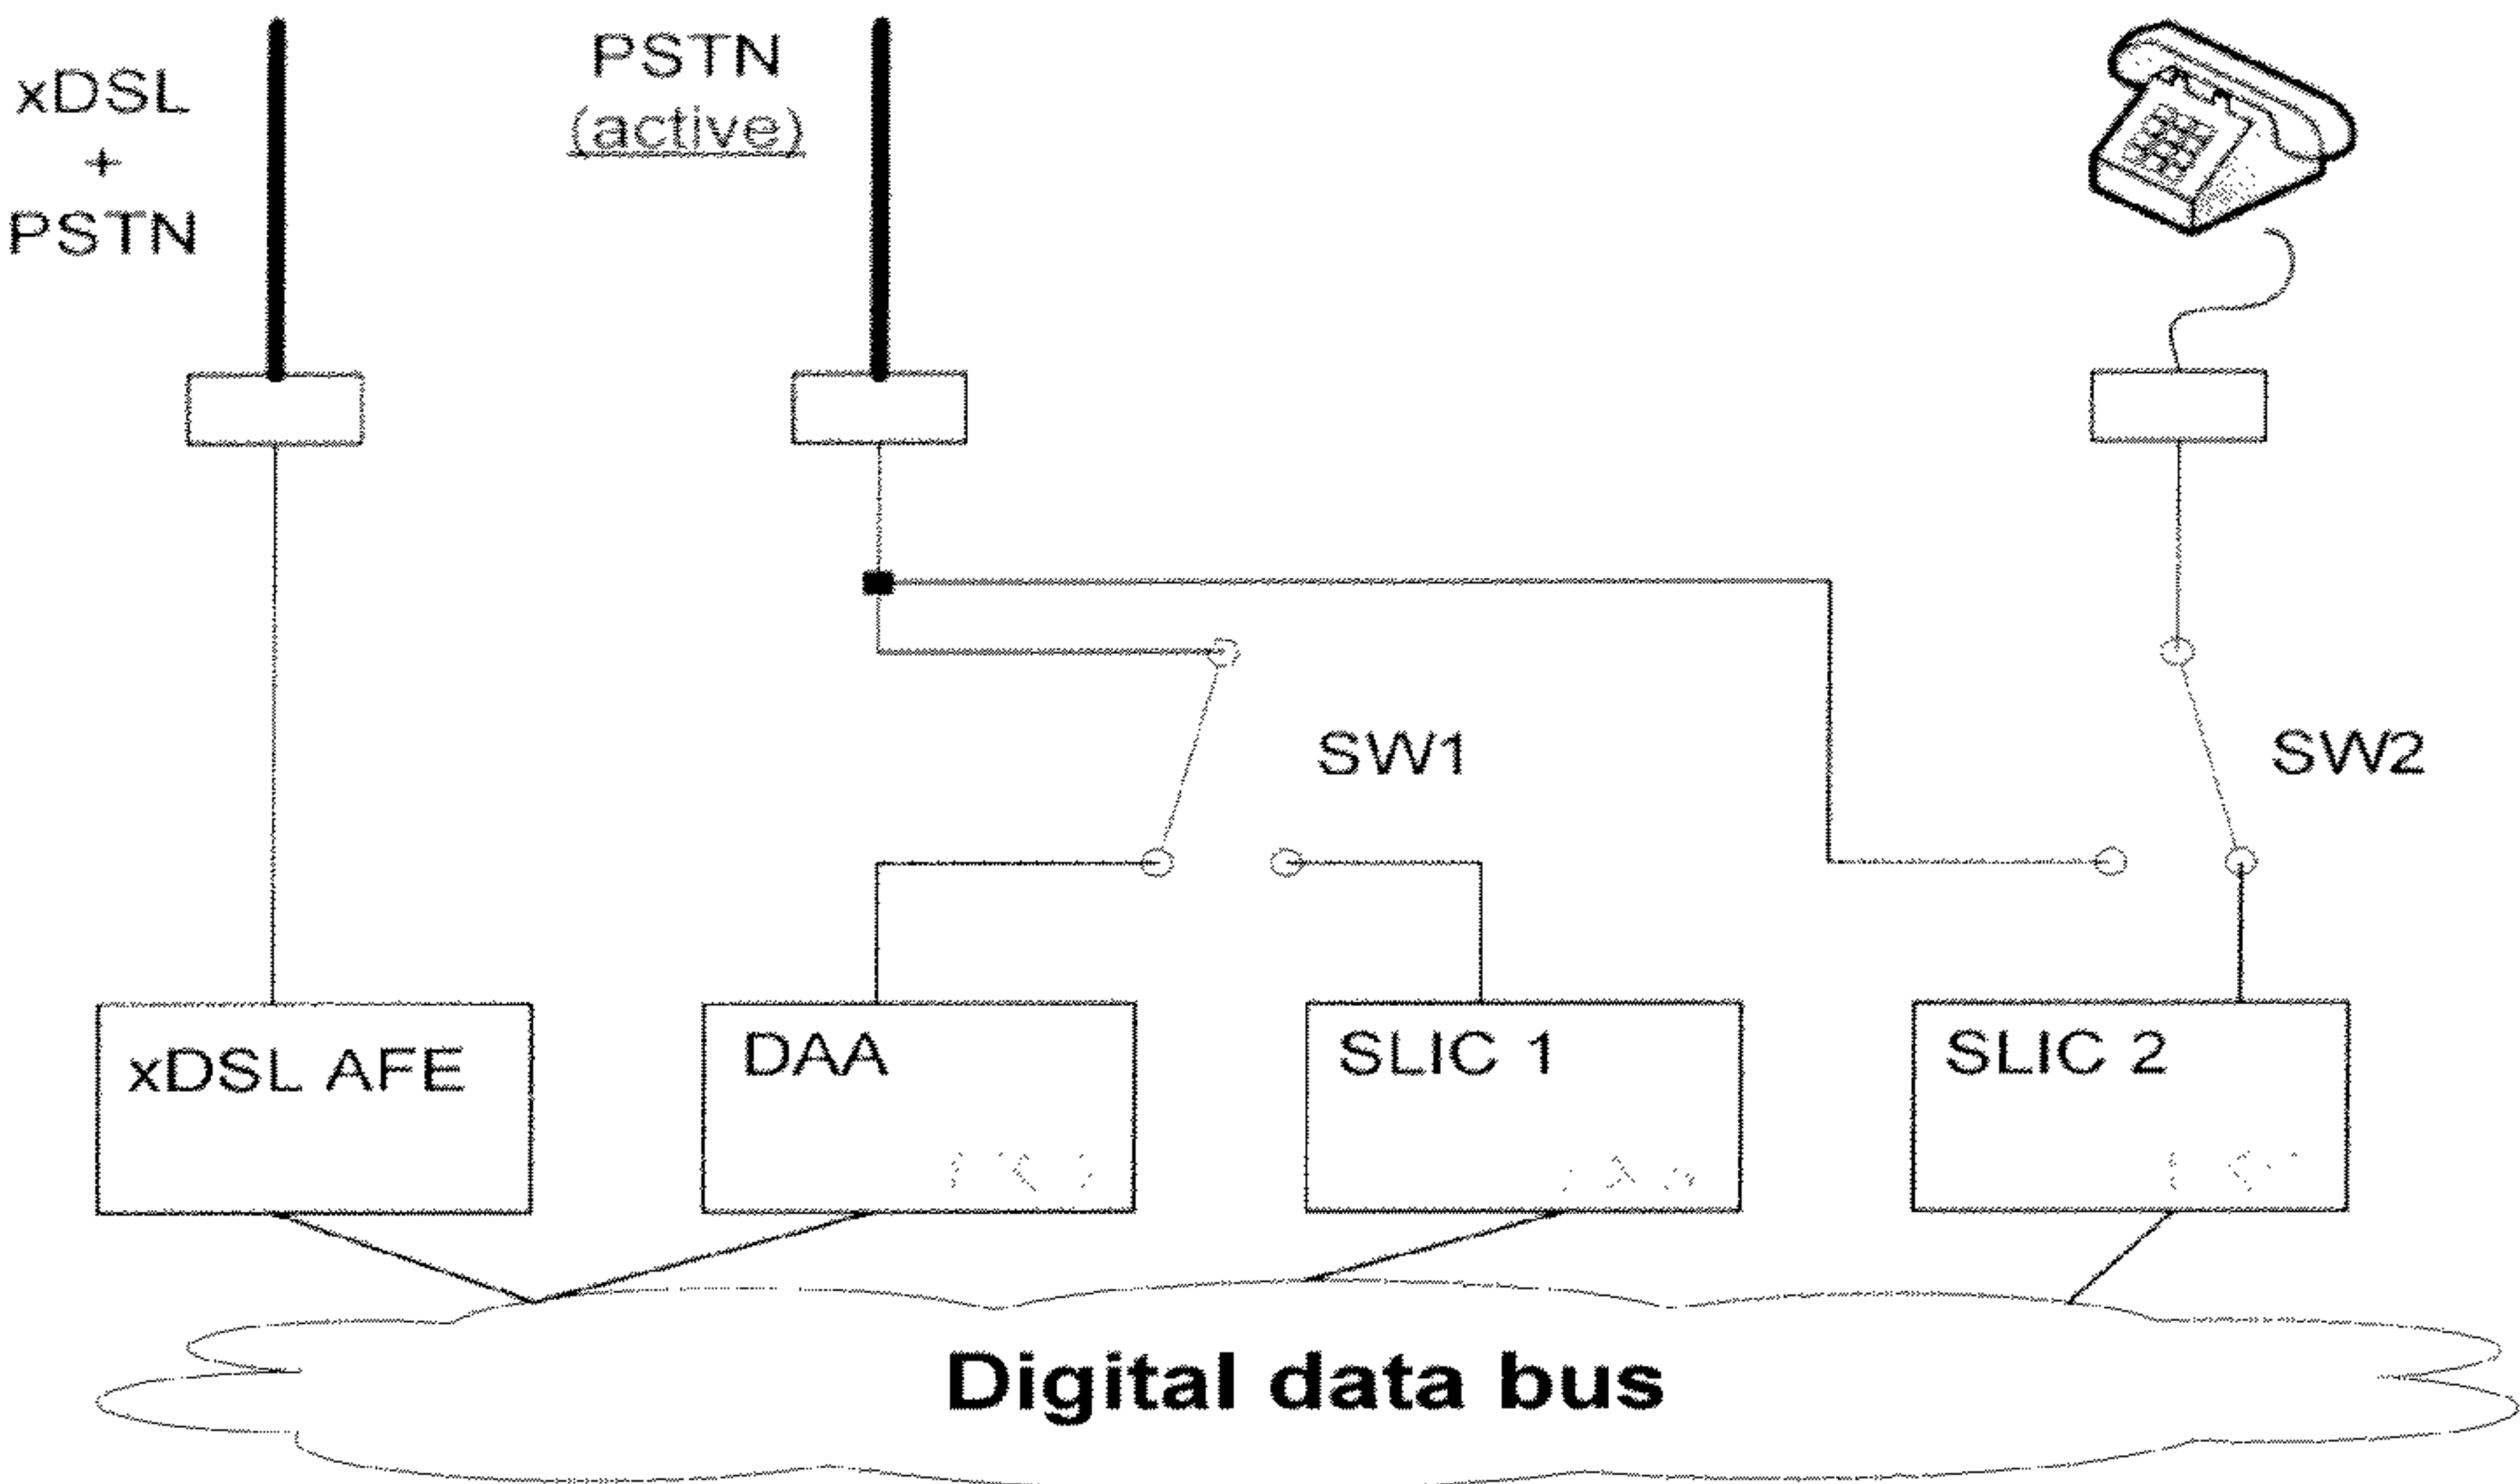 xDSL
+
PSTN
PSTN
(active)
SW1
SW2
xDSL AFE
DAA
SLIC 1
SLIC 2
Digital data bus